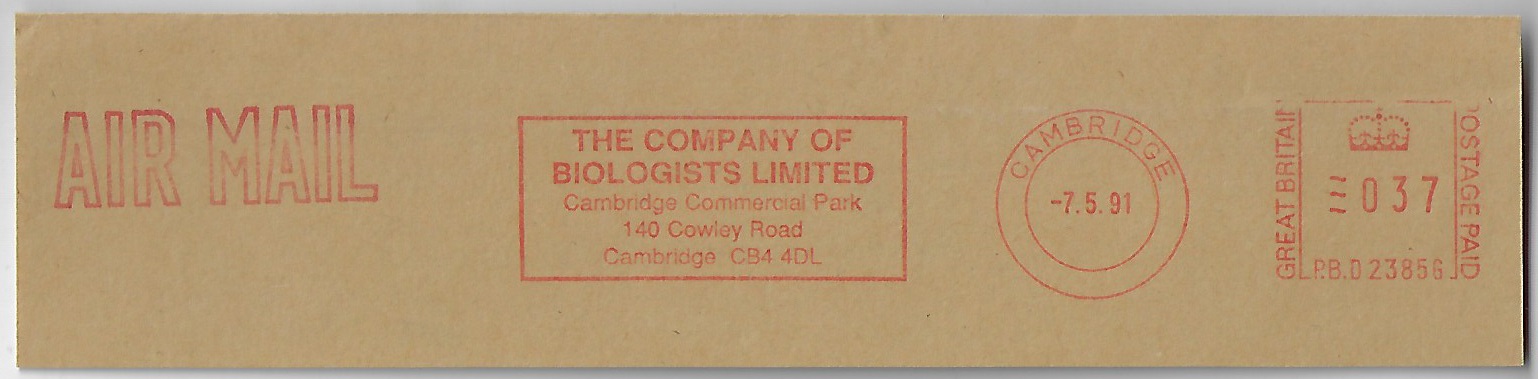 AIR MAIL
THE COMPANY OF
BIOLOGISTS LIMITED
Cambridge Commercial Park
140 Cowley Road
Cambridge CB4 4DL
CAMBRIDGE
-7.5.91
GREAT BRITAIN
037
POSTAGE PAID
P.B.D 23856